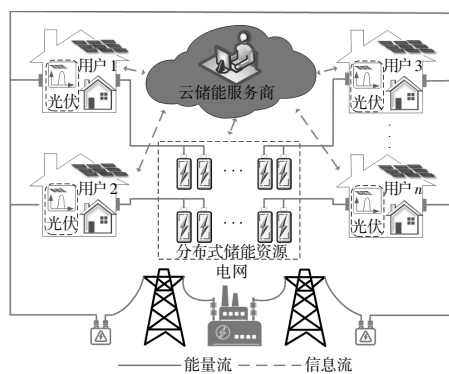 用户1
光伏
云储能服务商
用户3
光伏
用户2
光伏
用户n
光伏
分布式储能资源
电网
能量流
信息流